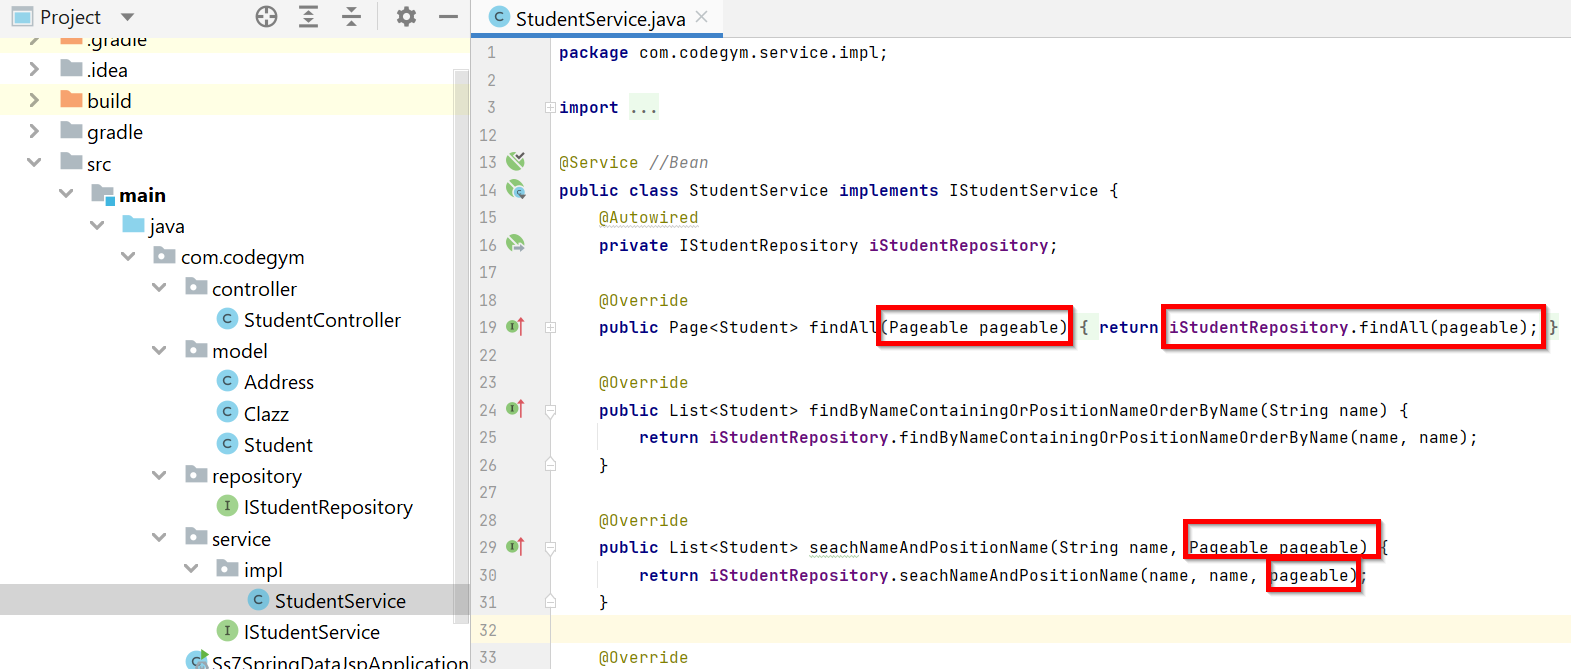 Project
.gradle
.idea
build
gradle
src
main
java
com.codegym
controller
StudentController
model
Address
Clazz
Student
repository
IStudentRepository
service
impl
StudentService
IStudentService
Ss7SpringDataJspApplication
StudentService.java
1 package com.codegym.service.impl;
2
3 import ...
12
13 @Service //Bean
14 public class StudentService implements IStudentService {
15 @Autowired
16 private IStudentRepository iStudentRepository;
17
18 @Override
19 public Page<Student> findAll(Pageable pageable) { return iStudentRepository.findAll(pageable); }
22
23 @Override
24 public List<Student> findByNameContainingOrPositionNameOrderByName(String name) {
25 return iStudentRepository.findByNameContainingOrPositionNameOrderByName(name, name);
26 }
27
28 @Override
29 public List<Student> seachNameAndPositionName(String name, Pageable pageable) {
30 return iStudentRepository.seachNameAndPositionName(name, name, pageable);
31 }
32
33 @Override